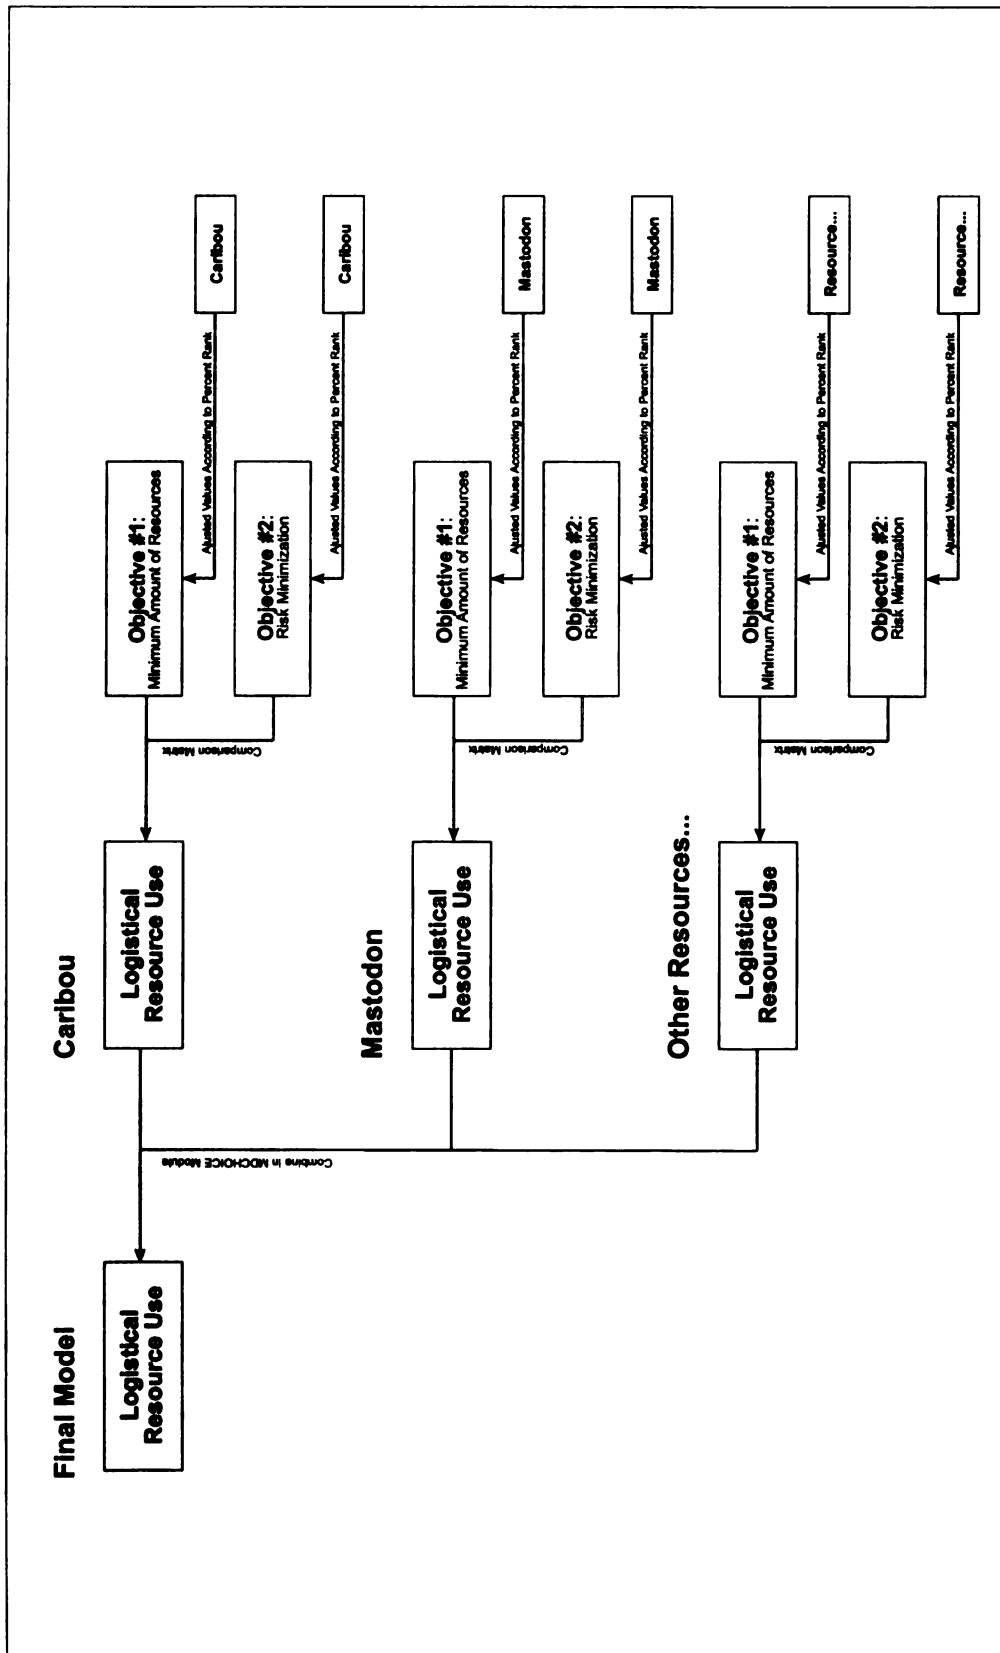 Final Model
Logistical
Resource Use
Combine in MDCHOICE Module
Caribou
Logistical
Resource Use
Comparison Matrix
Objective #1:
Minimum Amount of Resources
Ajusted Values According to Percent Rank
Caribou
Objective #2:
Risk Minimization
Ajusted Values According to Percent Rank
Caribou
Mastodon
Logistical
Resource Use
Comparison Matrix
Objective #1:
Minimum Amount of Resources
Ajusted Values According to Percent Rank
Mastodon
Objective #2:
Risk Minimization
Ajusted Values According to Percent Rank
Mastodon
Other Resources...
Logistical
Resource Use
Comparison Matrix
Objective #1:
Minimum Amount of Resources
Ajusted Values According to Percent Rank
Resource...
Objective #2:
Risk Minimization
Ajusted Values According to Percent Rank
Resource...